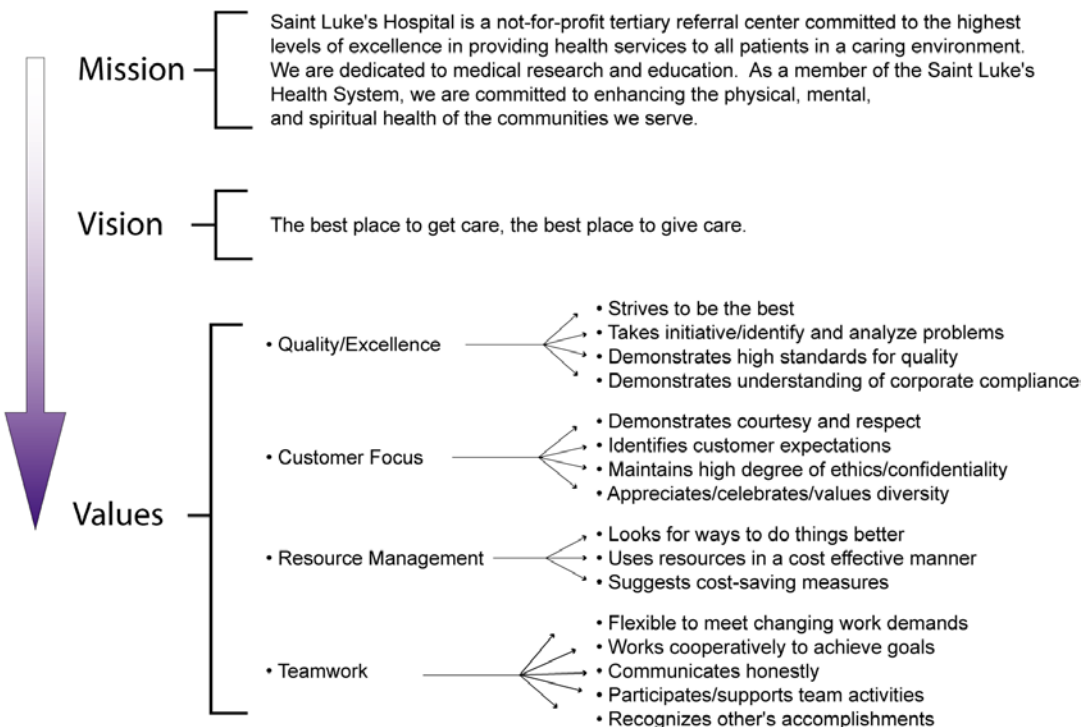 Mission
Saint Luke's Hospital is a not-for-profit tertiary referral center committed to the highest
levels of excellence in providing health services to all patients in a caring environment.
We are dedicated to medical research and education.  As a member of the Saint Luke's
Health System, we are committed to enhancing the physical, mental,
and spiritual health of the communities we serve.
Vision
The best place to get care, the best place to give care.
Values
• Quality/Excellence
• Strives to be the best
• Takes initiative/identify and analyze problems
• Demonstrates high standards for quality
• Demonstrates understanding of corporate compliance
• Customer Focus
• Demonstrates courtesy and respect
• Identifies customer expectations
• Maintains high degree of ethics/confidentiality
• Appreciates/celebrates/values diversity
• Resource Management
• Looks for ways to do things better
• Uses resources in a cost effective manner
• Suggests cost-saving measures
• Teamwork
• Flexible to meet changing work demands
• Works cooperatively to achieve goals
• Communicates honestly
• Participates/supports team activities
• Recognizes other's accomplishments